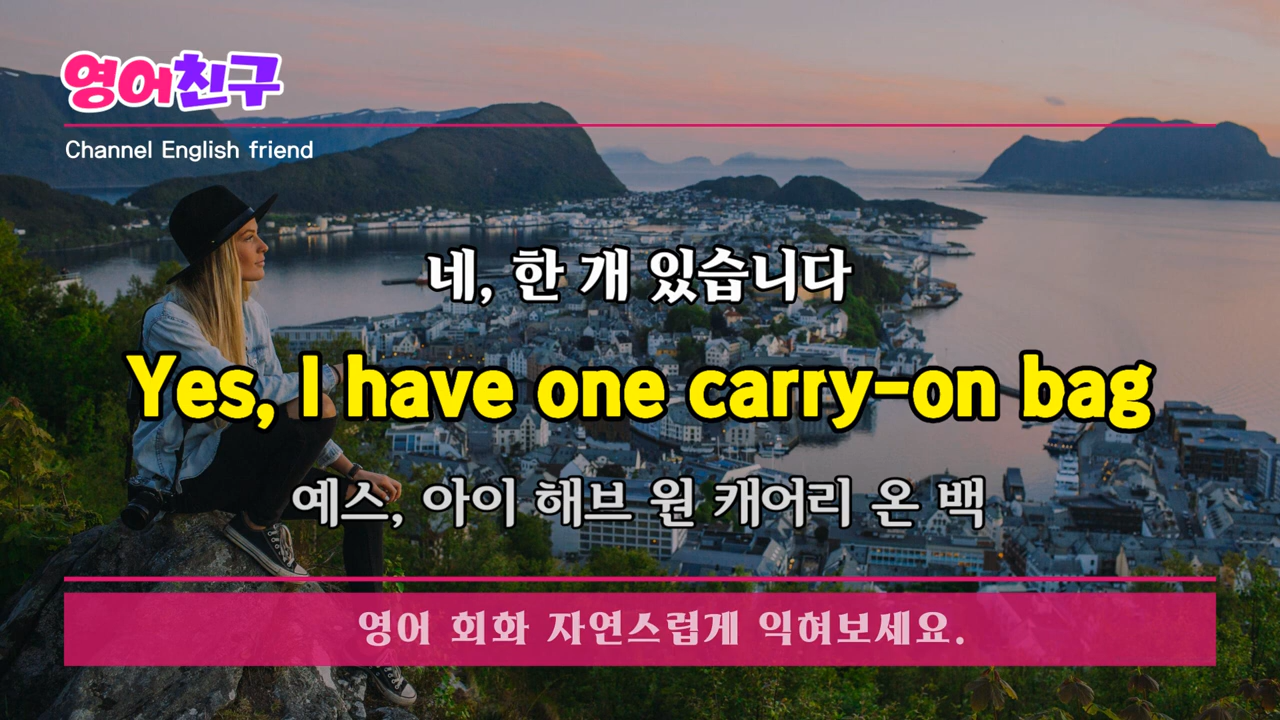 영어친구
Channel English friend
네, 한 개 있습니다
Yes, I have one carry-on bag
예스, 아이 해브 원 캐어리 온 백
영어 회화 자연스럽게 익혀보세요.